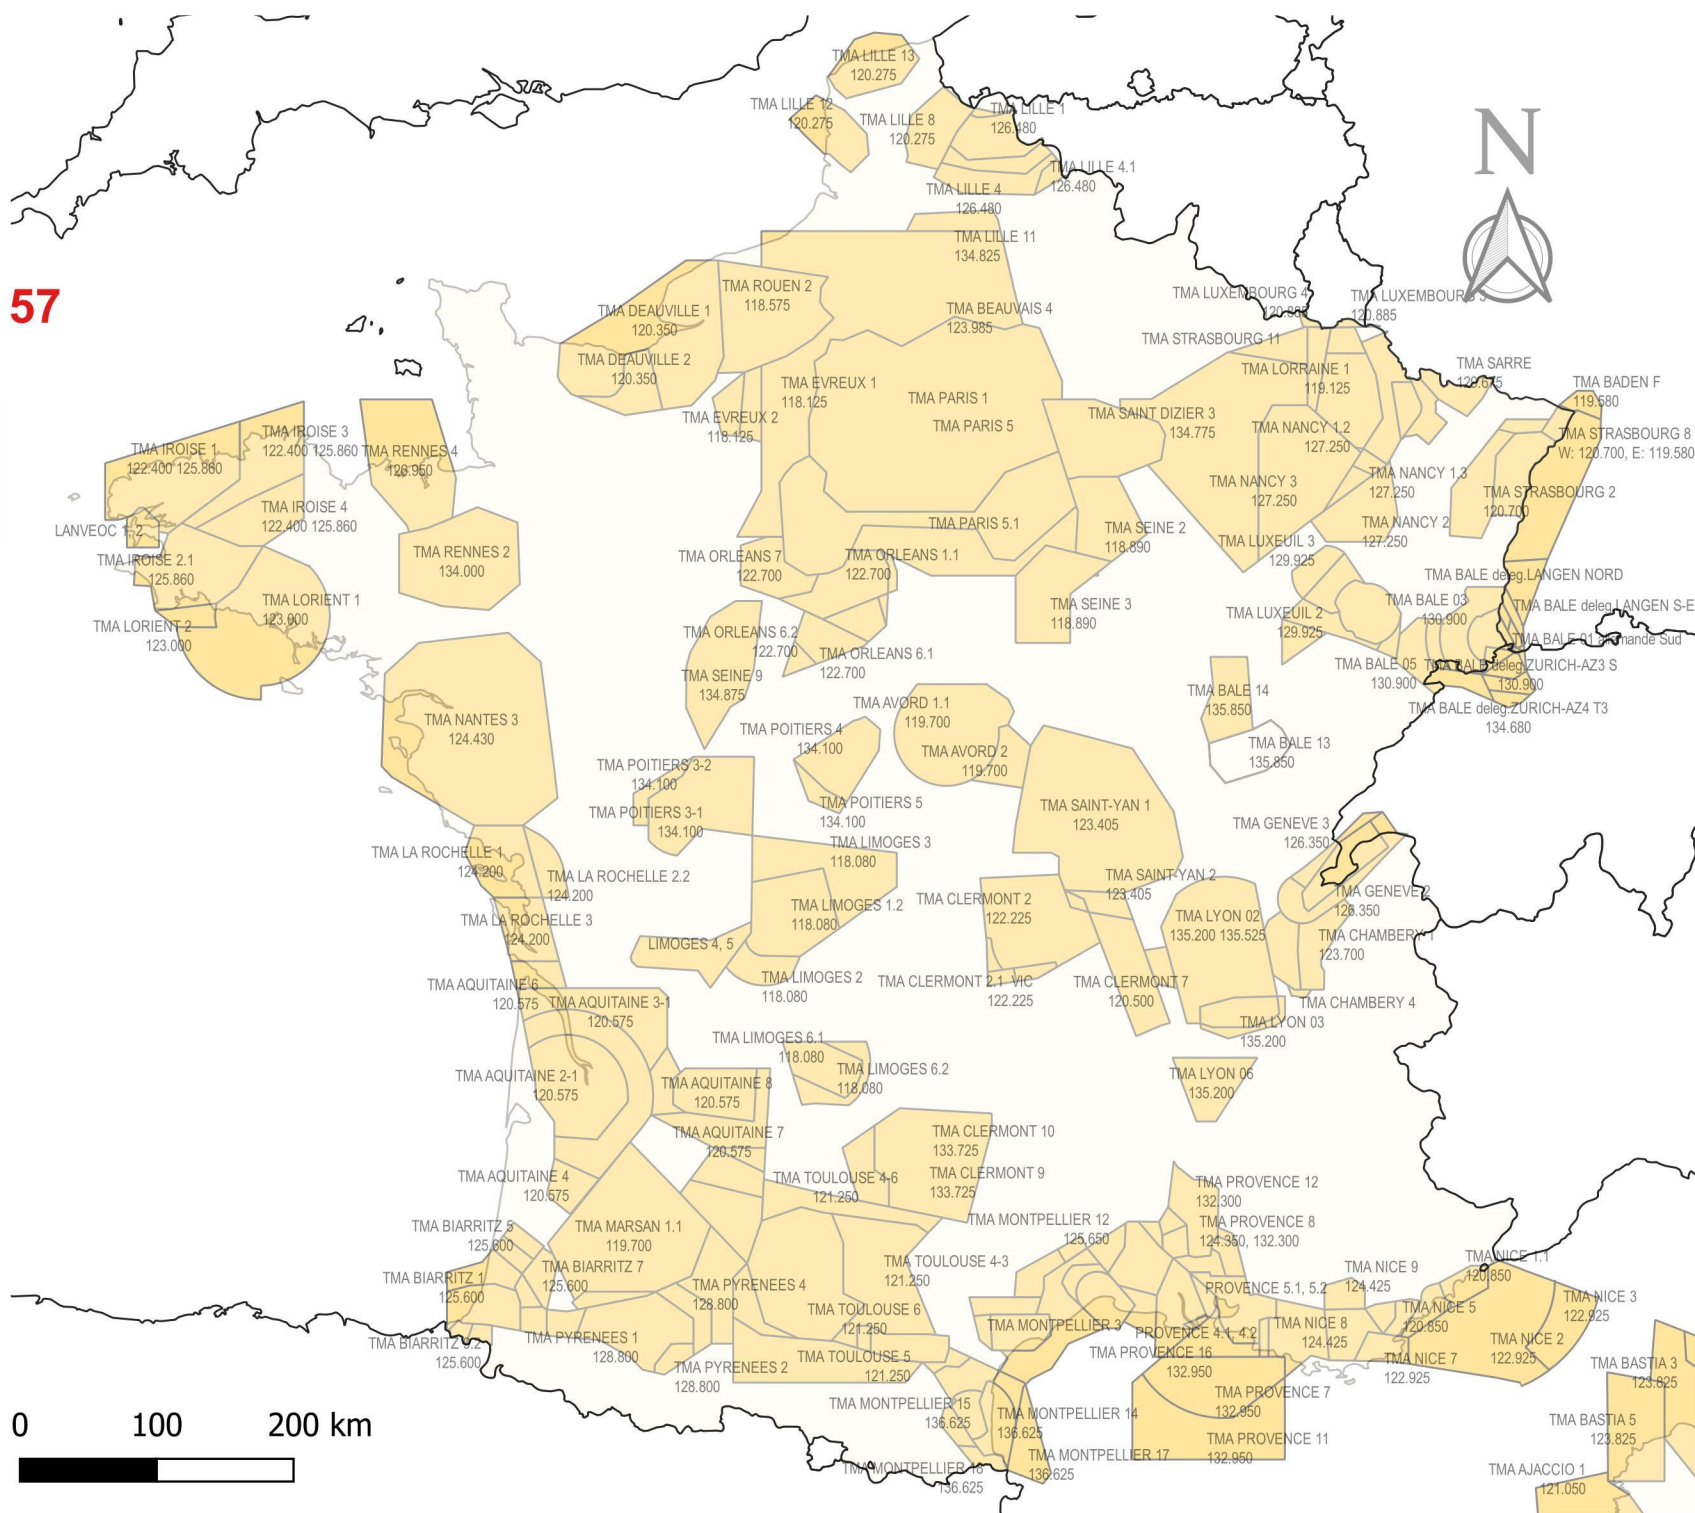 TMA LILLE 13
120.275
TMA LILLE 12
120.275
TMA LILLE 8
120.275
TMA LILLE 1
126.480
TMA LILLE 4.1
126.480
TMA LILLE 4
126.480
N
TMA LILLE 11
134.825
57
TMA ROUEN 2
118.575
TMA DEAUVILLE 1
120.350
TMA DEAUVILLE 2
120.350
TMA BEAUVAIS 4
123.985
TMA LUXEMBOURG 4
TMA LUXEMBOURG
120.885
TMA STRASBOURG 11
TMA LORRAINE 1
119.125
TMA SARRE
TMA BADEN F
119.580
TMA EVREUX 1
118.125
TMA EVREUX 2
118.125
TMA PARIS 1
TMA PARIS 5
TMA SAINT DIZIER 3
134.775
TMA NANCY 1.2
127.250
TMA STRASBOURG 8
W: 120.700, E: 119.580
TMA IROISE 1
122.400 125.860
TMA IROISE 3
122.400 125.860
TMA RENNES 4
126.950
TMA NANCY 3
127.250
TMA NANCY 1.3
127.250
TMA STRASBOURG 2
120.700
LANVEOC 1, 2
TMA IROISE 4
122.400 125.860
TMA PARIS 5.1
TMA SEINE 2
118.890
TMA NANCY 2
127.250
TMA IROISE 2.1
125.860
TMA RENNES 2
134.000
TMA ORLEANS 7
122.700
TMA ORLEANS 1.1
122.700
TMA LUXEUIL 3
129.925
TMA BALE deleg.LANGEN NORD
TMA LORIENT 1
123.000
TMA LORIENT 2
123.000
TMA SEINE 3
118.890
TMA LUXEUIL 2
129.925
TMA BALE 03
130.900
TMA BALE deleg.LANGEN S-E
TMA ORLEANS 6.2
122.700
TMA ORLEANS 6.1
122.700
TMA BALE 01 allemande Sud
TMA SEINE 9
134.875
TMA BALE 05
130.900
TMA BALE deleg.ZURICH-AZ3 S
130.900
TMA NANTES 3
124.430
TMA AVORD 1.1
119.700
TMA BALE 14
135.850
TMA BALE deleg.ZURICH-AZ4 T3
134.680
TMA POITIERS 4
134.100
TMA AVORD 2
119.700
TMA BALE 13
135.850
TMA POITIERS 3-2
134.100
TMA POITIERS 3-1
134.100
TMA POITIERS 5
134.100
TMA SAINT-YAN 1
123.405
TMA GENEVE 3
126.350
TMA LA ROCHELLE 1
124.200
TMA LIMOGES 3
118.080
TMA LA ROCHELLE 2.2
124.200
TMA SAINT-YAN 2
123.405
TMA GENEVE 2
126.350
TMA LA ROCHELLE 3
124.200
TMA LIMOGES 1.2
118.080
TMA CLERMONT 2
122.225
TMA LYON 02
135.200 135.525
LIMOGES 4, 5
TMA CHAMBERY 1
123.700
TMA AQUITAINE 6
120.575
TMA LIMOGES 2
118.080
TMA CLERMONT 2.1 VIC
122.225
TMA CLERMONT 7
120.500
TMA AQUITAINE 3-1
120.575
TMA CHAMBERY 4
TMA LYON 03
135.200
TMA LIMOGES 6.1
118.080
TMA AQUITAINE 2-1
120.575
TMA AQUITAINE 8
120.575
TMA LIMOGES 6.2
118.080
TMA LYON 06
135.200
TMA AQUITAINE 7
120.575
TMA CLERMONT 10
133.725
TMA AQUITAINE 4
120.575
TMA TOULOUSE 4-6
121.250
TMA CLERMONT 9
133.725
TMA PROVENCE 12
132.300
TMA BIARRITZ 5
125.600
TMA MARSAN 1.1
119.700
TMA MONTPELLIER 12
125.650
TMA PROVENCE 8
124.350, 132.300
TMA BIARRITZ 1
125.600
TMA BIARRITZ 7
125.600
TMA PYRENEES 4
128.800
TMA TOULOUSE 4-3
121.250
PROVENCE 5.1, 5.2
TMA NICE 9
124.425
TMA NICE 1.1
120.850
TMA NICE 3
122.925
TMA TOULOUSE 6
121.250
TMA MONTPELLIER 3
PROVENCE 4.1, 4.2
TMA NICE 8
124.425
TMA NICE 5
120.850
TMA NICE 2
122.925
125.600
TMA PYRENEES 1
128.800
TMA PYRENEES 2
128.800
TMA TOULOUSE 5
121.250
TMA PROVENCE 16
132.950
TMA NICE 7
122.925
TMA BASTIA 3
123.825
TMA PROVENCE 7
132.950
TMA MONTPELLIER 15
136.625
TMA MONTPELLIER 14
136.625
TMA PROVENCE 11
132.950
TMA BASTIA 5
123.825
0 100 200 km
TMA MONTPELLIER 17
136.625
136.625
TMA AJACCIO 1
121.050